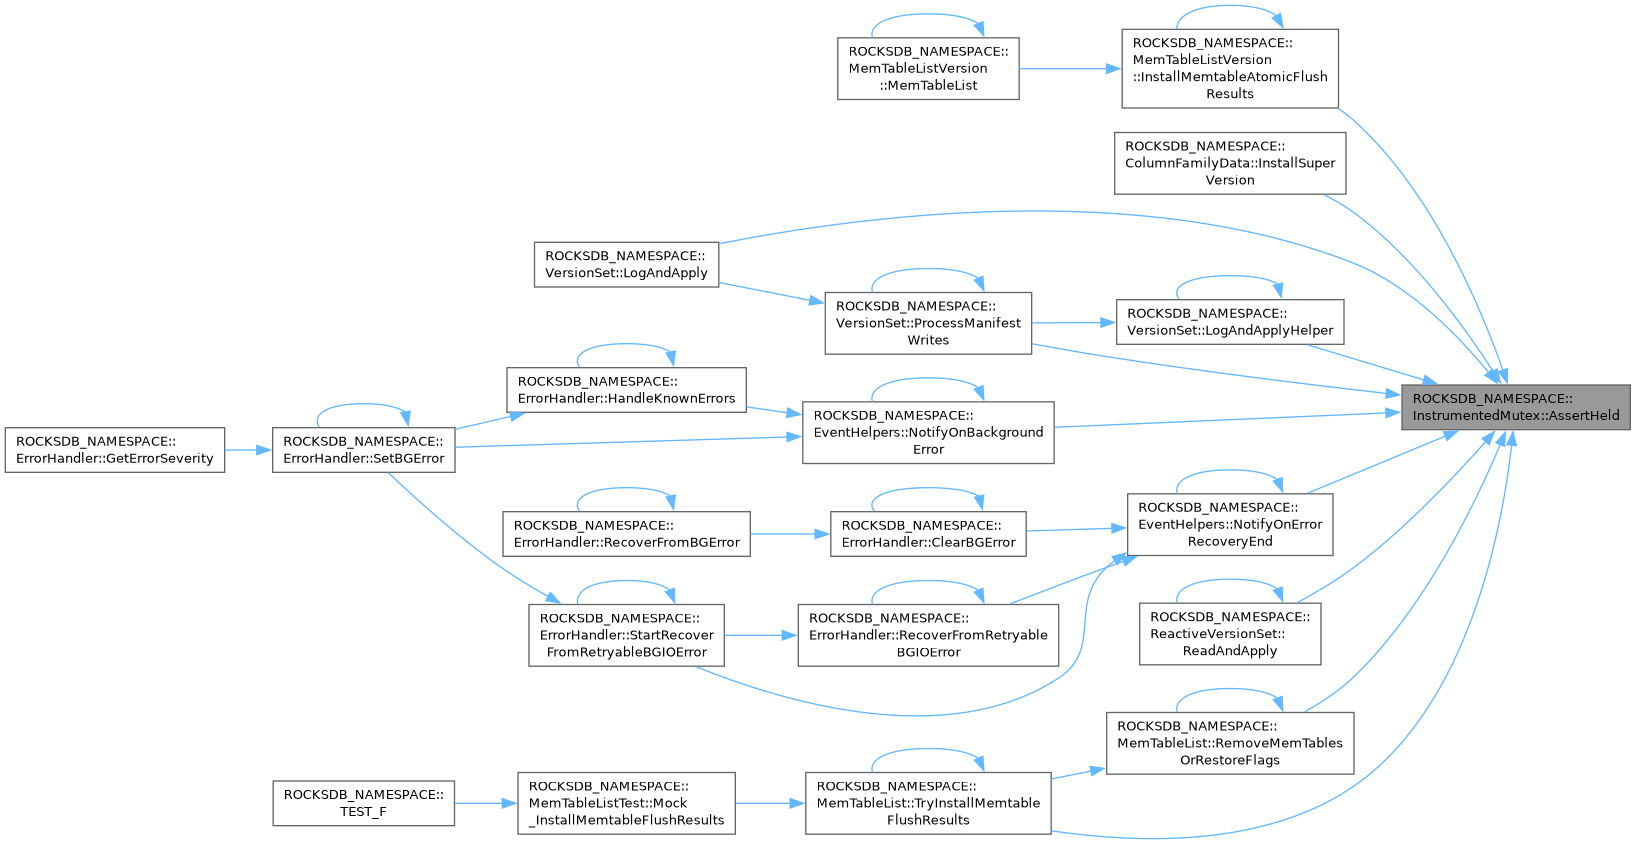 ROCKSDB_NAMESPACE::
MemTableListVersion
::MemTableList
ROCKSDB_NAMESPACE::
MemTableListVersion
::InstallMemtableAtomicFlush
Results
ROCKSDB_NAMESPACE::
ColumnFamilyData::InstallSuper
Version
ROCKSDB_NAMESPACE::
VersionSet::LogAndApply
ROCKSDB_NAMESPACE::
VersionSet::ProcessManifest
Writes
ROCKSDB_NAMESPACE::
VersionSet::LogAndApplyHelper
ROCKSDB_NAMESPACE::
ErrorHandler::HandleKnownErrors
ROCKSDB_NAMESPACE::
EventHelpers::NotifyOnBackground
Error
ROCKSDB_NAMESPACE::
InstrumentedMutex::AssertHeld
ROCKSDB_NAMESPACE::
ErrorHandler::GetErrorSeverity
ROCKSDB_NAMESPACE::
ErrorHandler::SetBGError
ROCKSDB_NAMESPACE::
ErrorHandler::RecoverFromBGError
ROCKSDB_NAMESPACE::
ErrorHandler::ClearBGError
ROCKSDB_NAMESPACE::
EventHelpers::NotifyOnError
RecoveryEnd
ROCKSDB_NAMESPACE::
ErrorHandler::StartRecover
FromRetryableBGIOError
ROCKSDB_NAMESPACE::
ErrorHandler::RecoverFromRetryable
BGIOError
ROCKSDB_NAMESPACE::
ReactiveVersionSet::
ReadAndApply
ROCKSDB_NAMESPACE::
MemTableList::RemoveMemTables
OrRestoreFlags
ROCKSDB_NAMESPACE::
TEST_F
ROCKSDB_NAMESPACE::
MemTableListTest::Mock
_InstallMemtableFlushResults
ROCKSDB_NAMESPACE::
MemTableList::TryInstallMemtable
FlushResults